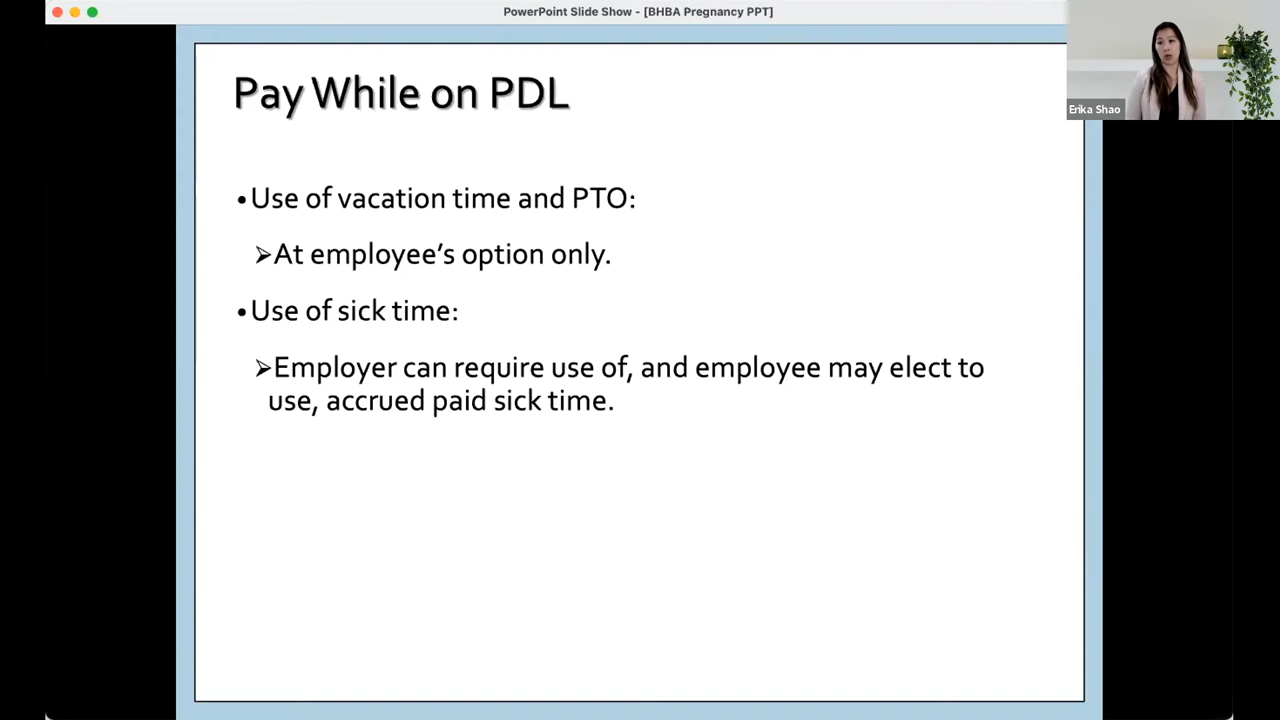 PowerPoint Slide Show - [BHBA Pregnancy PPT]
Erika Shao
Pay While on PDL
•Use of vacation time and PTO:
➢At employee’s option only.
•Use of sick time:
➢Employer can require use of, and employee may elect to
use, accrued paid sick time.